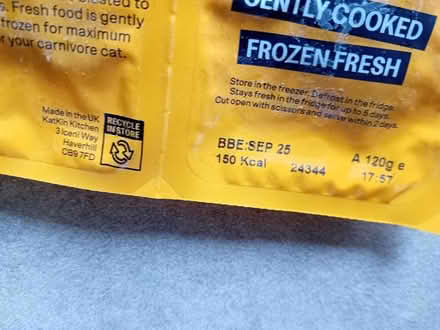 s. Fresh food is gently
frozen for maximum
your carnivore cat.
Made in the UK
KatKin Kitchen
3 Iceni Way
Haverhill
CB9 7FD
RECYCLE
IN STORE
GENTLY COOKED
FROZEN FRESH
Store in the freezer. Defrost in the fridge.
Stays fresh in the fridge for up to 5 days.
Cut open with scissors and serve within 2 days.
BBE:SEP 25
150 Kcal 24344 A 120g e
17:57